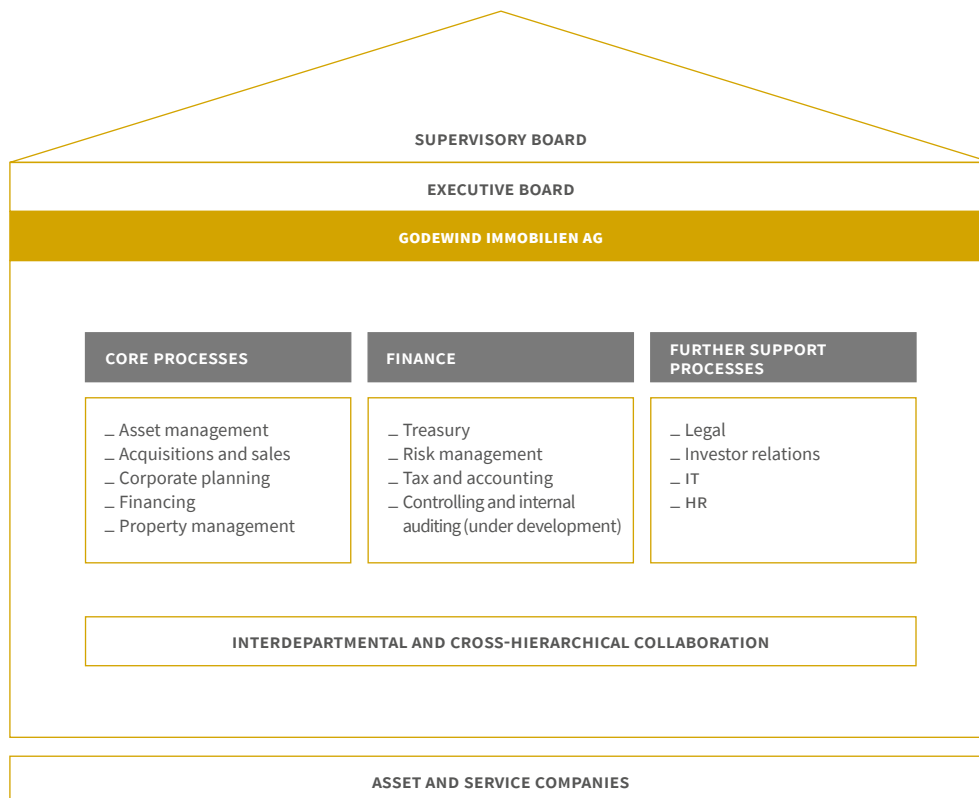 SUPERVISORY BOARD
EXECUTIVE BOARD
GODEWIND IMMOBILIEN AG
CORE PROCESSES
_ Asset management
_ Acquisitions and sales
_ Corporate planning
_ Financing
_ Property management
FINANCE
_ Treasury
_ Risk management
_ Tax and accounting
_ Controlling and internal
auditing (under development)
FURTHER SUPPORT
PROCESSES
_ Legal
_ Investor relations
_ IT
_ HR
INTERDEPARTMENTAL AND CROSS-HIERARCHICAL COLLABORATION
ASSET AND SERVICE COMPANIES